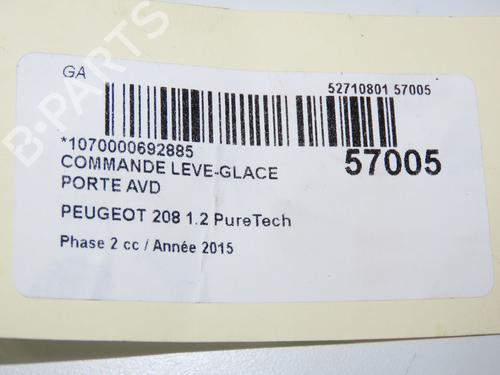 GA
52710801 57005
*1070000692885
57005
COMMANDE LEVE-GLACE
PORTE AVD
PEUGEOT 208 1.2 PureTech
Phase 2 cc / Année 2015
B-PARTS